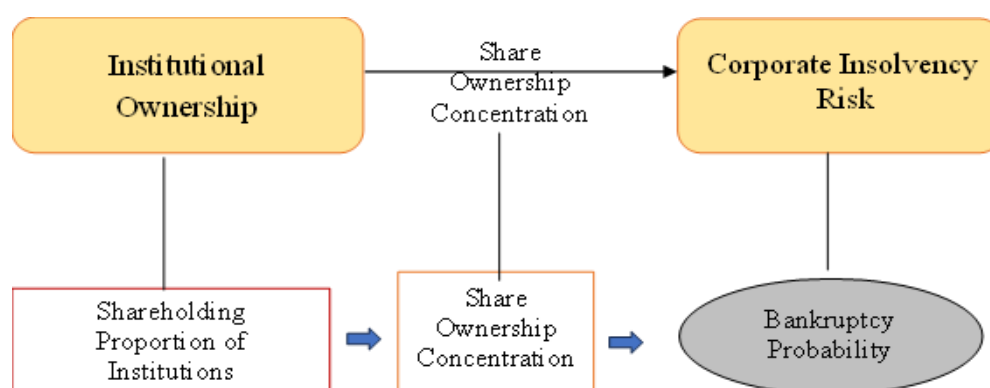 Institutional
Ownership
Share
Ownership
Concentration
Corporate Insolvency
Risk
Shareholding
Proportion of
Institutions
Share
Ownership
Concentration
Bankruptcy
Probability